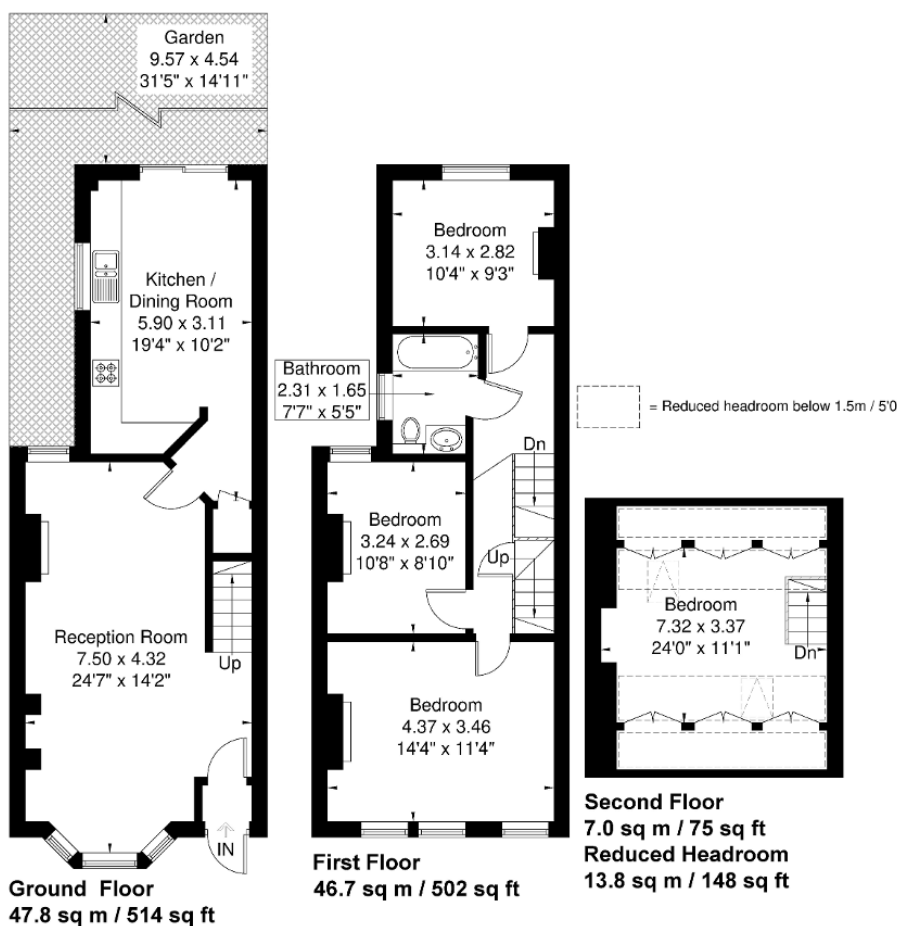 Garden
9.57 x 4.54
31'5" x 14'11"
Kitchen /
Dining Room
5.90 x 3.11
19'4" x 10'2"
Reception Room
7.50 x 4.32
24'7" x 14'2"
Up
IN
Ground Floor
47.8 sq m / 514 sq ft
Bedroom
3.14 x 2.82
10'4" x 9'3"
Bathroom
2.31 x 1.65
7'7" x 5'5"
Dn
Bedroom
3.24 x 2.69
10'8" x 8'10"
Up
Bedroom
4.37 x 3.46
14'4" x 11'4"
First Floor
46.7 sq m / 502 sq ft
= Reduced headroom below 1.5m / 5'0
Bedroom
7.32 x 3.37
24'0" x 11'1"
Dn
Second Floor
7.0 sq m / 75 sq ft
Reduced Headroom
13.8 sq m / 148 sq ft